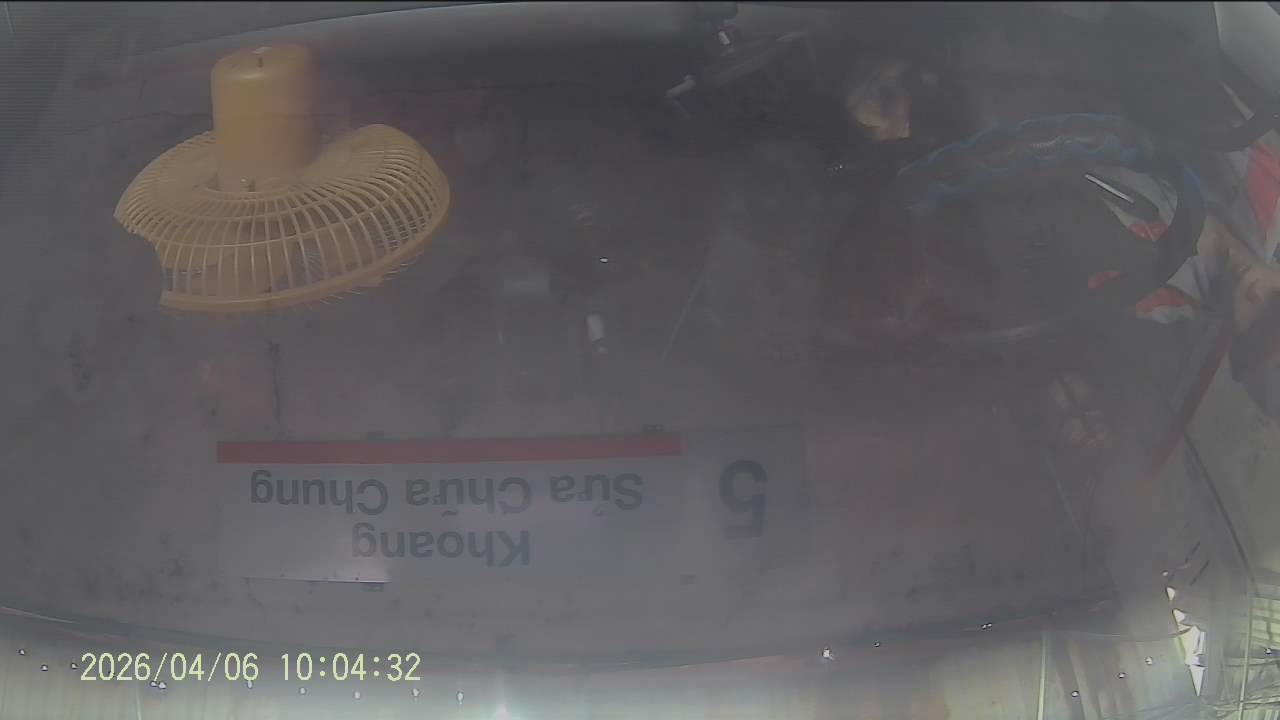 Khoang
Sửa Chữa Chung
5
2026/04/06 10:04:32